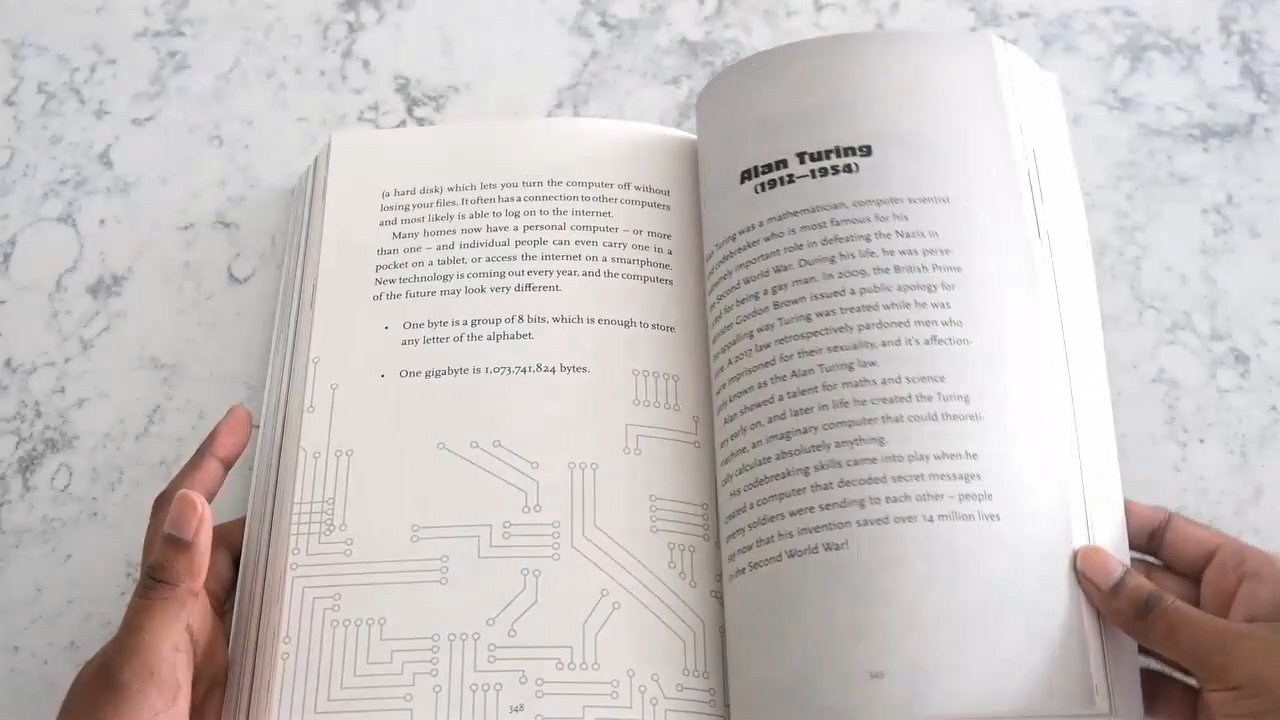 (a hard disk) which lets you turn the computer off without
losing your files. It often has a connection to other computers
and most likely is able to log on to the internet.
Many homes now have a personal computer – or more
than one – and individual people can even carry one in a
pocket on a tablet, or access the internet on a smartphone.
New technology is coming out every year, and the computers
of the future may look very different.
• One byte is a group of 8 bits, which is enough to store
any letter of the alphabet.
• One gigabyte is 1,073,741,824 bytes.
348
Alan Turing
(1912–1954)
Turing was a mathematician, computer scientist
codebreaker who is most famous for his
important role in defeating the Nazis in
Second World War. During his life, he was perse-
for being a gay man. In 2009, the British Prime
Gordon Brown issued a public apology for
appalling way Turing was treated while he was
A 2017 law retrospectively pardoned men who
imprisoned for their sexuality, and it's affection-
known as the Alan Turing law.
Alan showed a talent for maths and science
early on, and later in life he created the Turing
machine, an imaginary computer that could theoreti-
cally calculate absolutely anything.
His codebreaking skills came into play when he
created a computer that decoded secret messages
enemy soldiers were sending to each other – people
now that his invention saved over 14 million lives
in the Second World War!
349